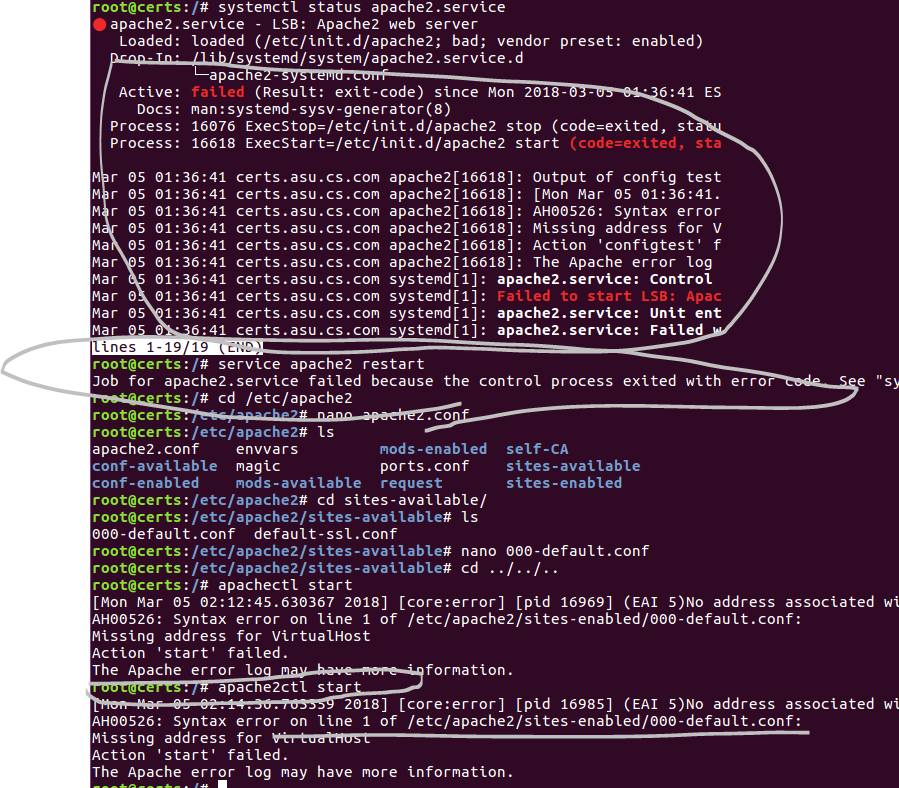 root@certs:/# systemctl status apache2.service
● apache2.service - LSB: Apache2 web server
Loaded: loaded (/etc/init.d/apache2; bad; vendor preset: enabled)
Drop-In: /lib/systemd/system/apache2.service.d
└─apache2-systemd.conf
Active: failed (Result: exit-code) since Mon 2018-03-05 01:36:41 ES
Docs: man:systemd-sysv-generator(8)
Process: 16076 ExecStop=/etc/init.d/apache2 stop (code=exited, statu
Process: 16618 ExecStart=/etc/init.d/apache2 start (code=exited, sta
Mar 05 01:36:41 certs.asu.cs.com apache2[16618]: Output of config test
Mar 05 01:36:41 certs.asu.cs.com apache2[16618]: [Mon Mar 05 01:36:41.
Mar 05 01:36:41 certs.asu.cs.com apache2[16618]: AH00526: Syntax error
Mar 05 01:36:41 certs.asu.cs.com apache2[16618]: Missing address for V
Mar 05 01:36:41 certs.asu.cs.com apache2[16618]: Action 'configtest' f
Mar 05 01:36:41 certs.asu.cs.com apache2[16618]: The Apache error log
Mar 05 01:36:41 certs.asu.cs.com systemd[1]: apache2.service: Control
Mar 05 01:36:41 certs.asu.cs.com systemd[1]: Failed to start LSB: Apac
Mar 05 01:36:41 certs.asu.cs.com systemd[1]: apache2.service: Unit ent
Mar 05 01:36:41 certs.asu.cs.com systemd[1]: apache2.service: Failed w
lines 1-19/19 (END)
root@certs:/# service apache2 restart
Job for apache2.service failed because the control process exited with error code. See "sy
root@certs:/# cd /etc/apache2
root@certs:/etc/apache2# nano apache2.conf
root@certs:/etc/apache2# ls
apache2.conf envvars mods-enabled self-CA
conf-available magic ports.conf sites-available
conf-enabled mods-available request sites-enabled
root@certs:/etc/apache2# cd sites-available/
root@certs:/etc/apache2/sites-available# ls
000-default.conf default-ssl.conf
root@certs:/etc/apache2/sites-available# nano 000-default.conf
root@certs:/etc/apache2/sites-available# cd ../../..
root@certs:/# apachectl start
[Mon Mar 05 02:12:45.630367 2018] [core:error] [pid 16969] (EAI 5)No address associated wi
AH00526: Syntax error on line 1 of /etc/apache2/sites-enabled/000-default.conf:
Missing address for VirtualHost
Action 'start' failed.
The Apache error log may have more information.
root@certs:/# apache2ctl start
[Mon Mar 05 02:14:36.763359 2018] [core:error] [pid 16985] (EAI 5)No address associated wi
AH00526: Syntax error on line 1 of /etc/apache2/sites-enabled/000-default.conf:
Missing address for VirtualHost
Action 'start' failed.
The Apache error log may have more information.
root@certs:/#